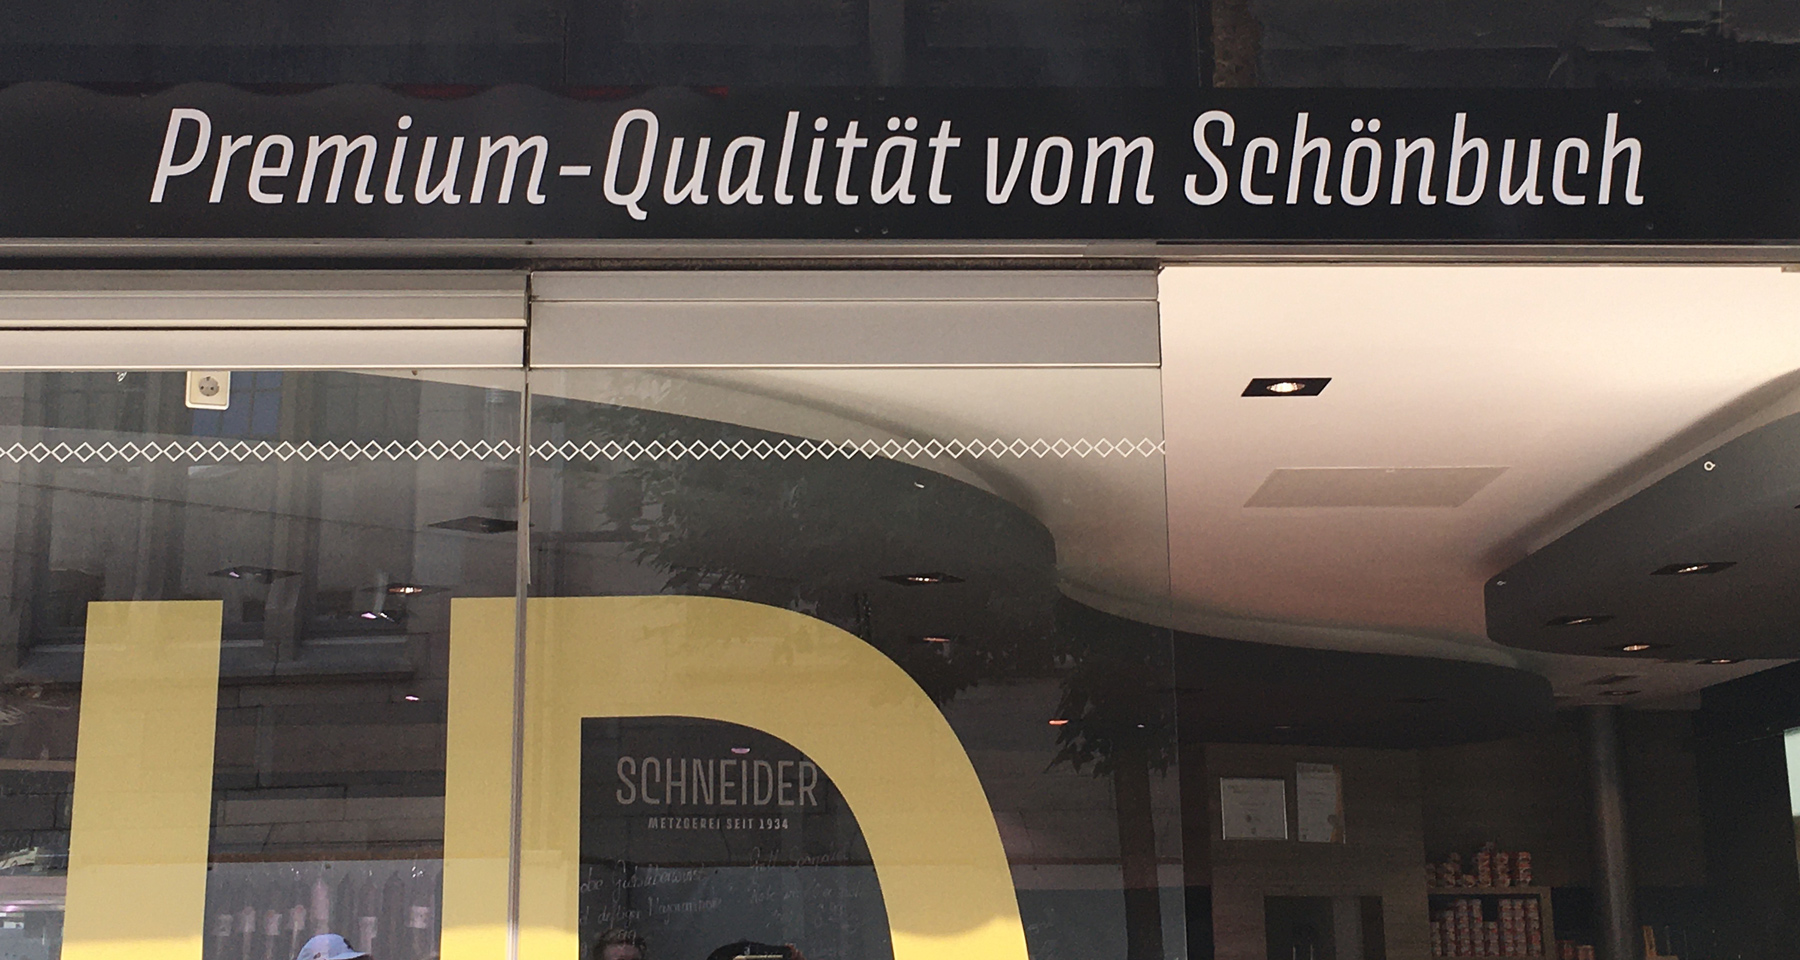 Premium-Qualität vom Schönbuch
SCHNEIDER
METZGEREI SEIT 1934